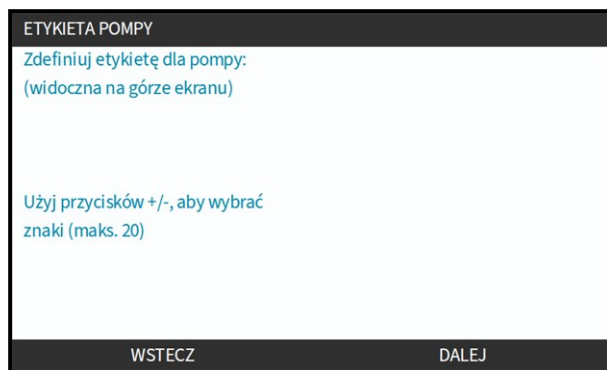 ETYKIETA POMPY
Zdefiniuj etykietę dla pompy:
(widoczna na górze ekranu)
Użyj przycisków +/-, aby wybrać
znaki (maks. 20)
WSTECZ DALEJ